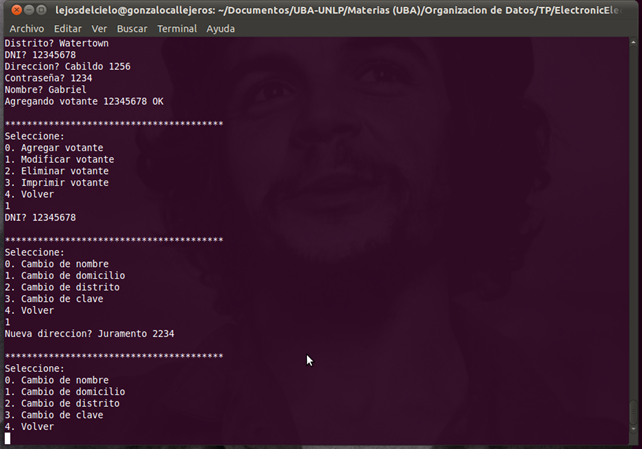 lejosdelcielo@gonzalocallejeros: ~/Documentos/UBA-UNLP/Materias (UBA)/Organizacion de Datos/TP/ElectronicEle
Archivo Editar Ver Buscar Terminal Ayuda
Distrito? Watertown
DNI? 12345678
Direccion? Cabildo 1256
Contraseña? 1234
Nombre? Gabriel
Agregando votante 12345678 OK
****************************************
Seleccione:
0. Agregar votante
1. Modificar votante
2. Eliminar votante
3. Imprimir votante
4. Volver
1
DNI? 12345678
****************************************
Seleccione:
0. Cambio de nombre
1. Cambio de domicilio
2. Cambio de distrito
3. Cambio de clave
4. Volver
1
Nueva direccion? Juramento 2234
****************************************
Seleccione:
0. Cambio de nombre
1. Cambio de domicilio
2. Cambio de distrito
3. Cambio de clave
4. Volver